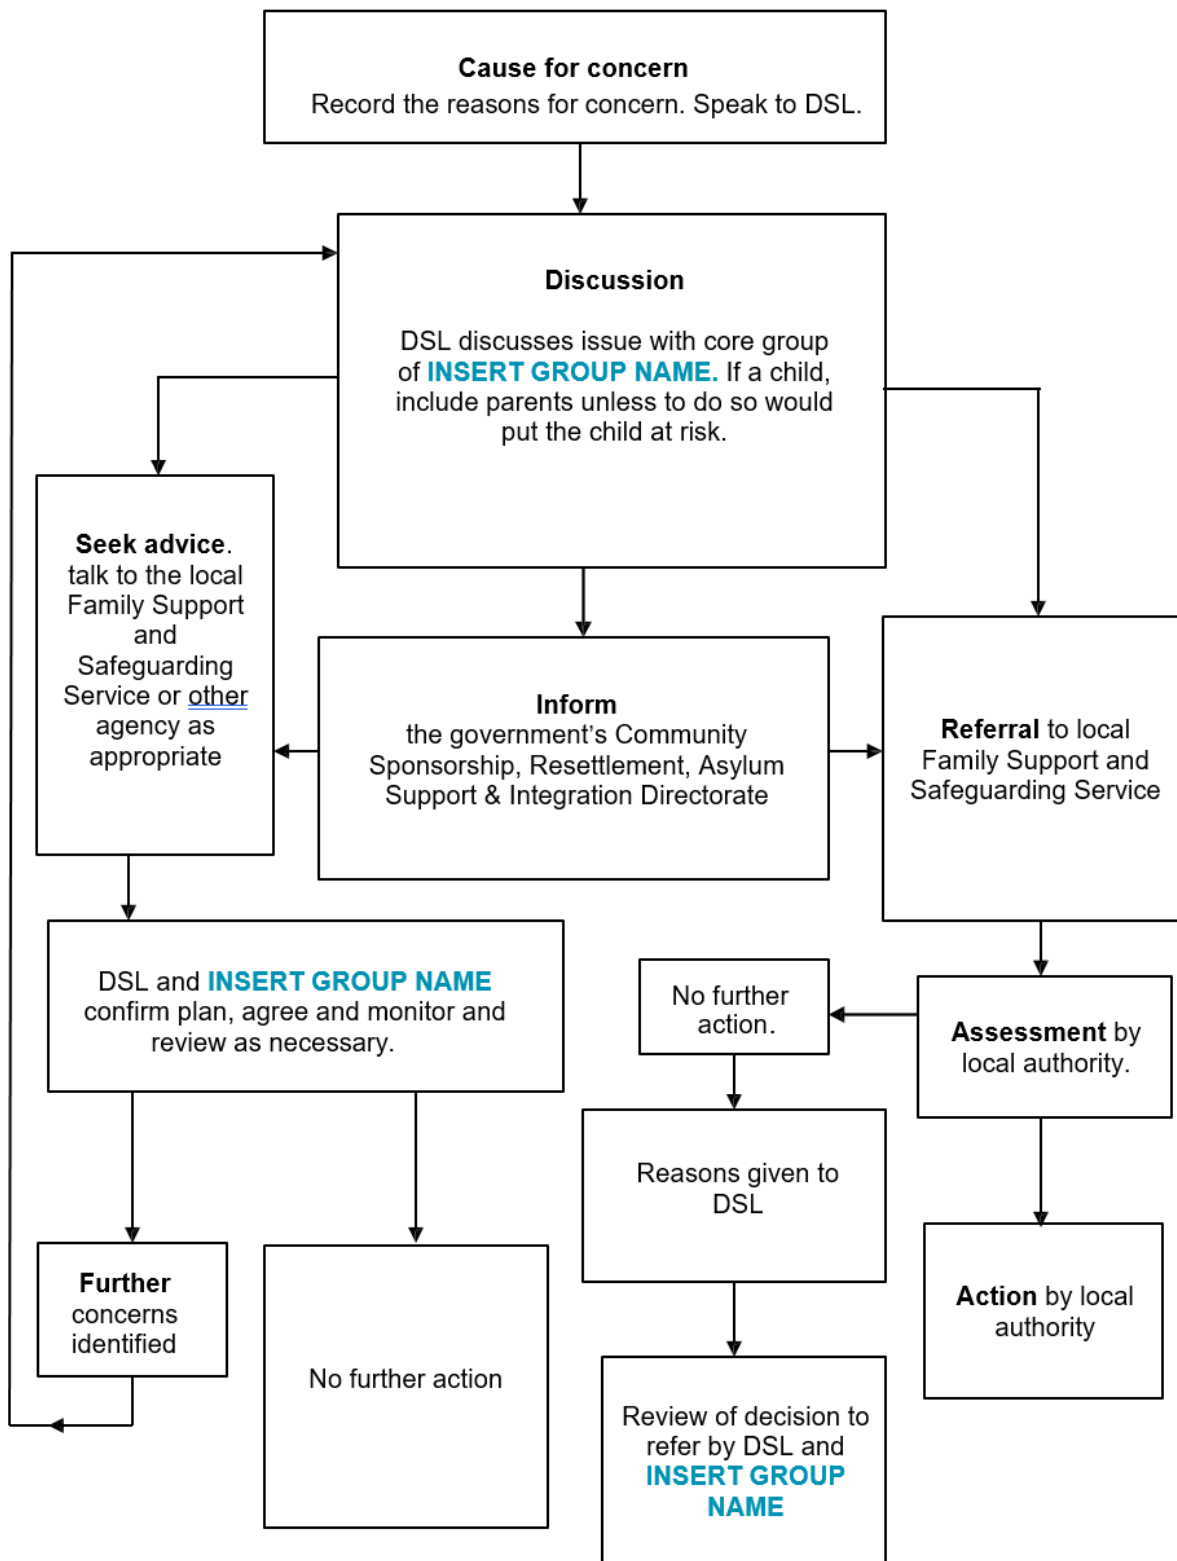 Cause for concern
Record the reasons for concern. Speak to DSL.
Discussion
DSL discusses issue with core group
of INSERT GROUP NAME. If a child,
include parents unless to do so would
put the child at risk.
Seek advice.
talk to the local
Family Support
and
Safeguarding
Service or other
agency as
appropriate
Inform
the government’s Community
Sponsorship, Resettlement, Asylum
Support & Integration Directorate
Referral to local
Family Support and
Safeguarding Service
DSL and INSERT GROUP NAME
confirm plan, agree and monitor and
review as necessary.
No further
action.
Assessment by
local authority.
Reasons given to
DSL
Further
concerns
identified
No further action
Action by local
authority
Review of decision to
refer by DSL and
INSERT GROUP
NAME